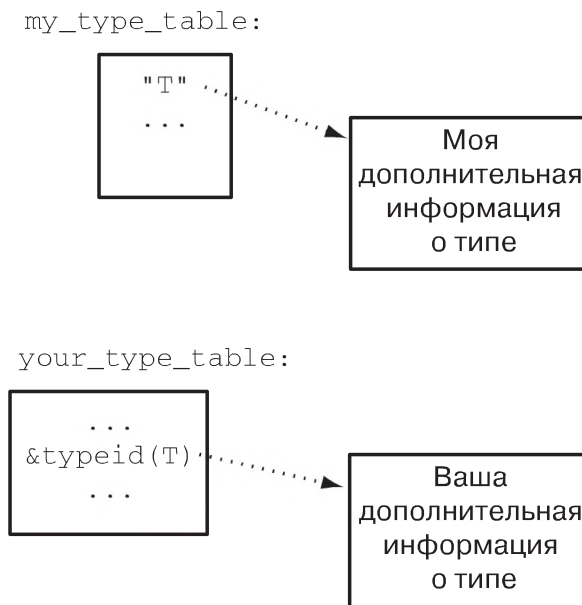 my_type_table:
"T"
...
Моя
дополнительная
информация
о типе
your_type_table:
...
&typeid(T)
...
Ваша
дополнительная
информация
о типе